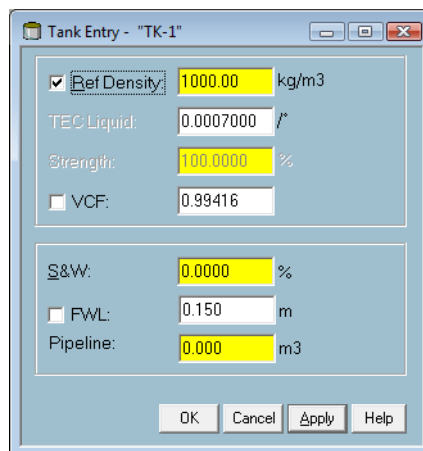 Tank Entry - "TK-1"
Ref Density: 1000.00 kg/m3
TEC Liquid: 0.0007000 /°
Strength: 100.0000 %
VCF: 0.99416
S&W: 0.0000 %
FWL: 0.150 m
Pipeline: 0.000 m3
OK Cancel Apply Help